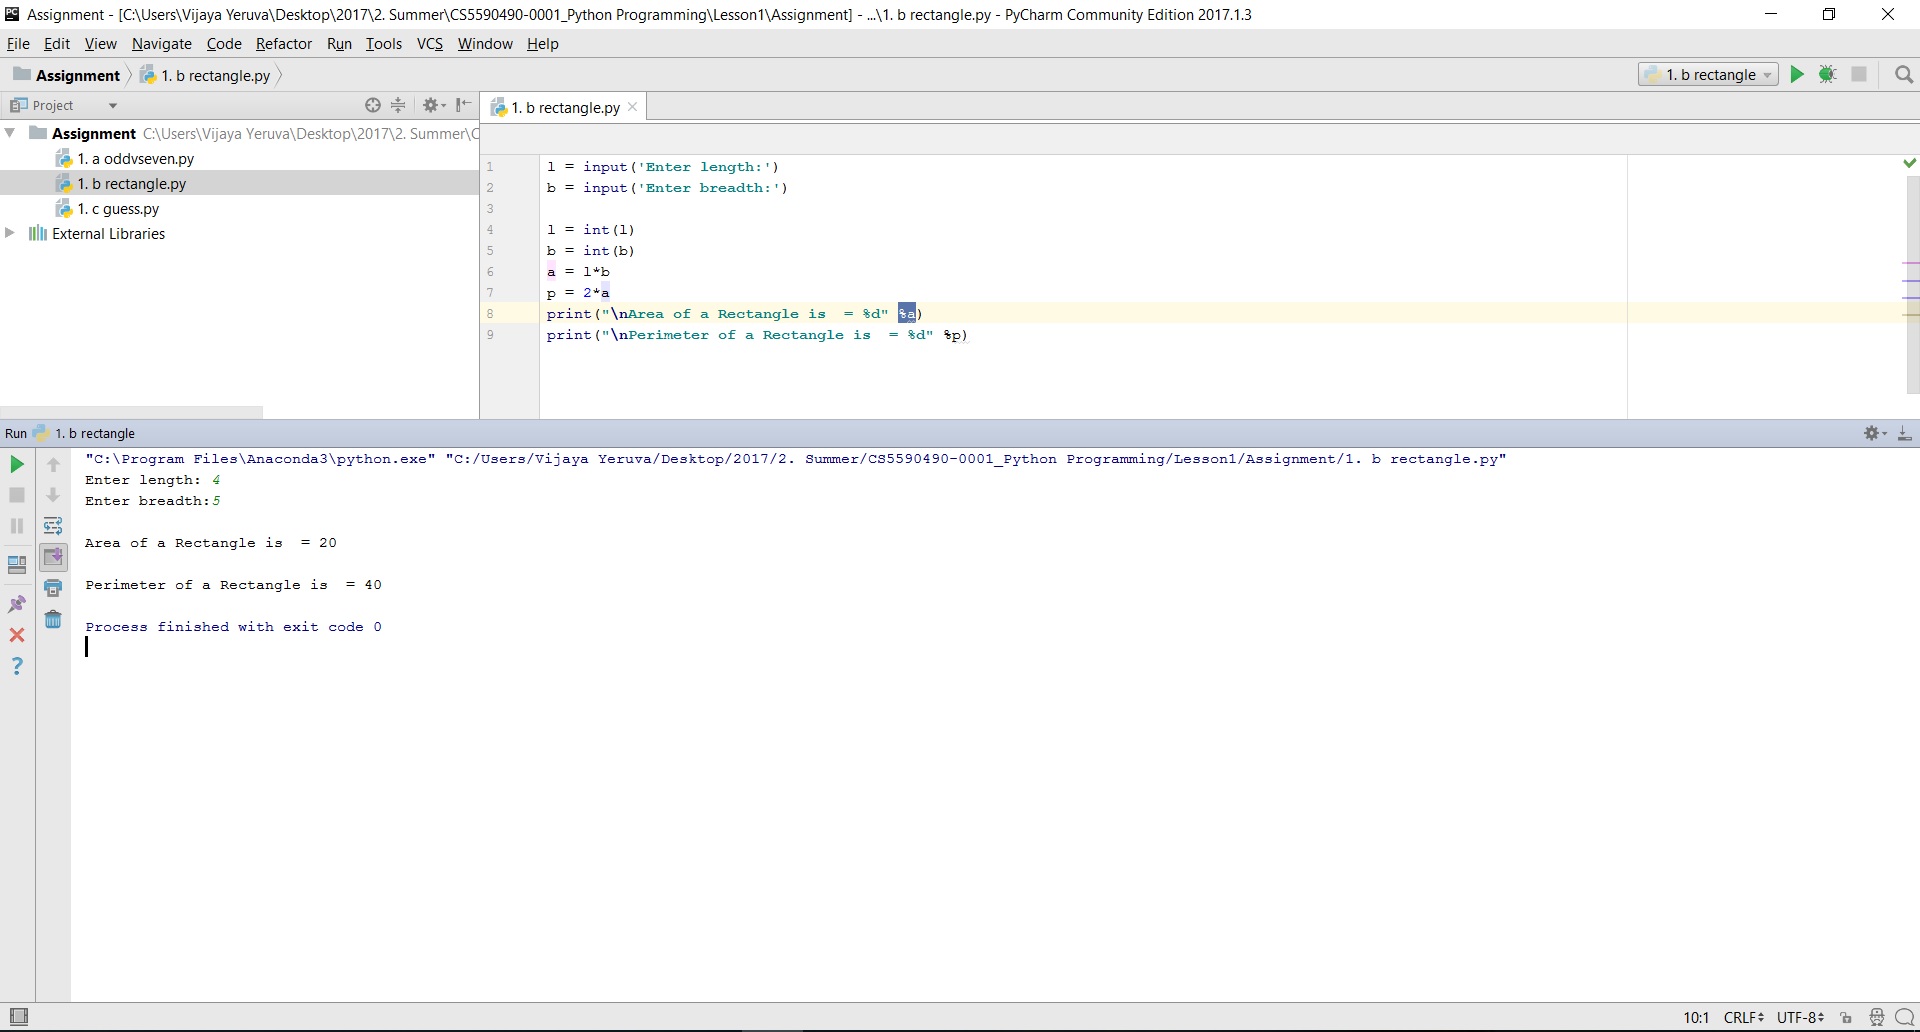 PC Assignment - [C:\Users\Vijaya Yeruva\Desktop\2017\2. Summer\CS5590490-0001_Python Programming\Lesson1\Assignment] - ...\1. b rectangle.py - PyCharm Community Edition 2017.1.3
File Edit View Navigate Code Refactor Run Tools VCS Window Help
Assignment 1. b rectangle.py 1. b rectangle
Project 1. b rectangle.py
Assignment C:\Users\Vijaya Yeruva\Desktop\2017\2. Summer\C
1. a oddvseven.py
1. b rectangle.py
1. c guess.py
External Libraries
1 l = input('Enter length:')
2 b = input('Enter breadth:')
3
4 l = int(l)
5 b = int(b)
6 a = l*b
7 p = 2*a
8 print("\nArea of a Rectangle is  = %d" %a)
9 print("\nPerimeter of a Rectangle is  = %d" %p)
Run 1. b rectangle
"C:\Program Files\Anaconda3\python.exe" "C:/Users/Vijaya Yeruva/Desktop/2017/2. Summer/CS5590490-0001_Python Programming/Lesson1/Assignment/1. b rectangle.py"
Enter length: 4
Enter breadth:5
Area of a Rectangle is  = 20
Perimeter of a Rectangle is  = 40
Process finished with exit code 0
10:1 CRLF UTF-8